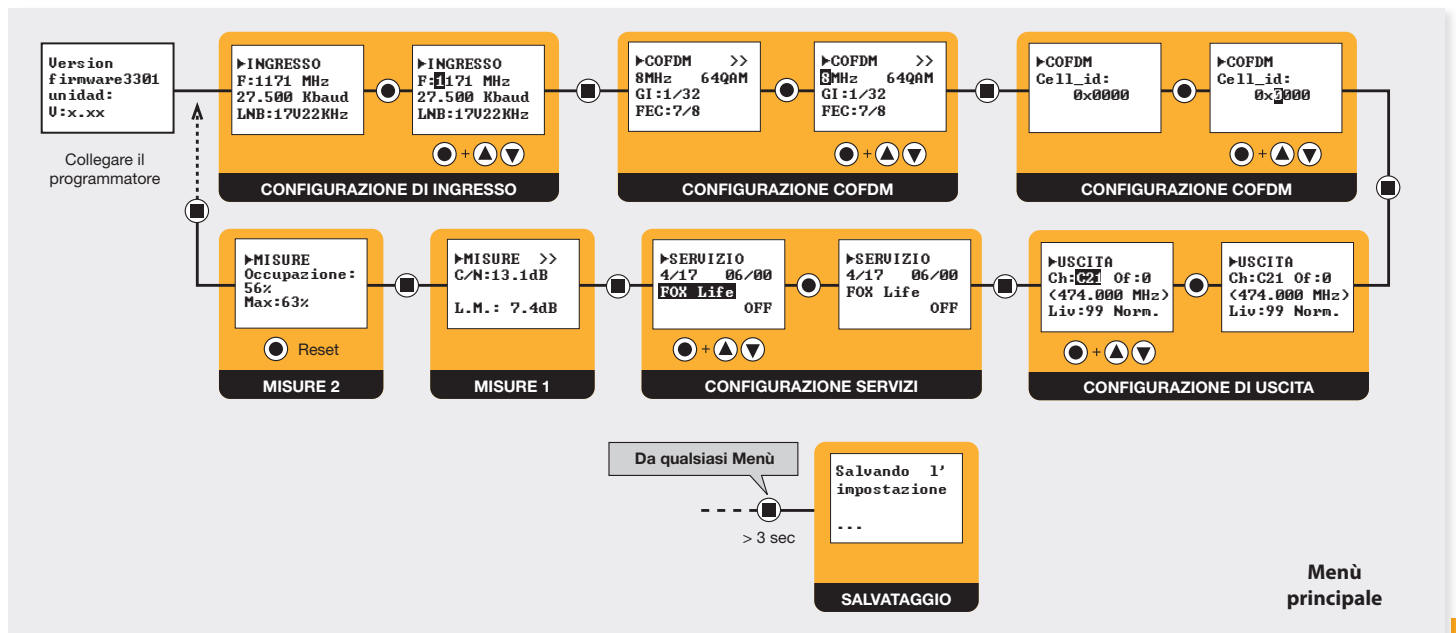 Version
firmware3301
unidad:
V:x.xx
Collegare il
programmatore
▶INGRESSO
F:1171 MHz
27.500 Kbaud
LNB:17V22KHz
▶INGRESSO
F:1171 MHz
27.500 Kbaud
LNB:17V22KHz
+
CONFIGURAZIONE DI INGRESSO
▶COFDM >>
8MHz 64QAM
GI:1/32
FEC:7/8
▶COFDM >>
8MHz 64QAM
GI:1/32
FEC:7/8
+
CONFIGURAZIONE COFDM
▶COFDM
Cell_id:
0x0000
▶COFDM
Cell_id:
0x0000
+
CONFIGURAZIONE COFDM
▶MISURE
Occupazione:
56%
Max:63%
Reset
MISURE 2
▶MISURE >>
C/N:13.1dB
L.M.: 7.4dB
MISURE 1
▶SERVIZIO
4/17 06/00
FOX Life
+
▶SERVIZIO
4/17 06/00
FOX Life
OFF
OFF
CONFIGURAZIONE SERVIZI
▶USCITA
Ch:C21 Of:0
(474.000 MHz)
Liv:99 Norm.
+
▶USCITA
Ch:C21 Of:0
(474.000 MHz)
Liv:99 Norm.
CONFIGURAZIONE DI USCITA
Da qualsiasi Menù
> 3 sec
Salvando l'
impostazione
...
SALVATAGGIO
Menù
principale